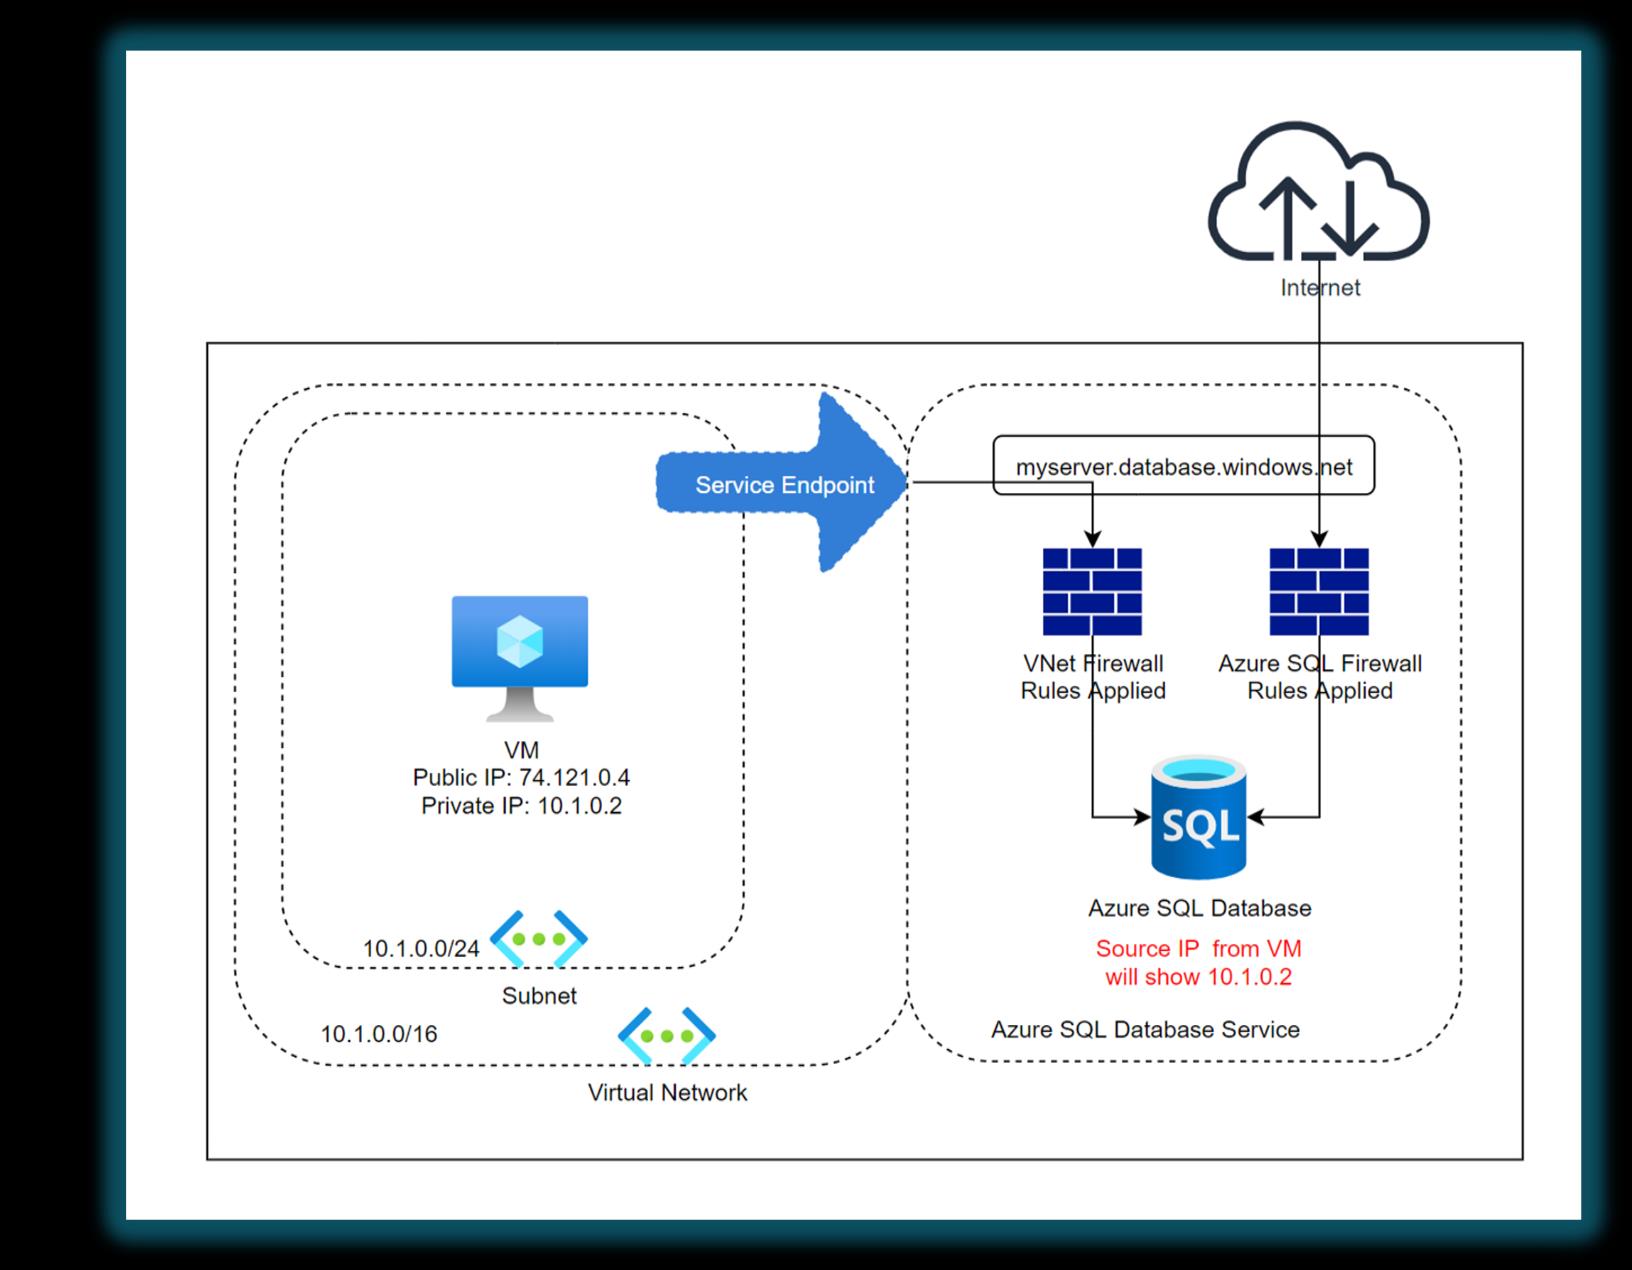 Internet
Service Endpoint
myserver.database.windows.net
VNet Firewall
Rules Applied
Azure SQL Firewall
Rules Applied
VM
Public IP: 74.121.0.4
Private IP: 10.1.0.2
SQL
Azure SQL Database
Source IP from VM
will show 10.1.0.2
10.1.0.0/24
Subnet
10.1.0.0/16
Azure SQL Database Service
Virtual Network